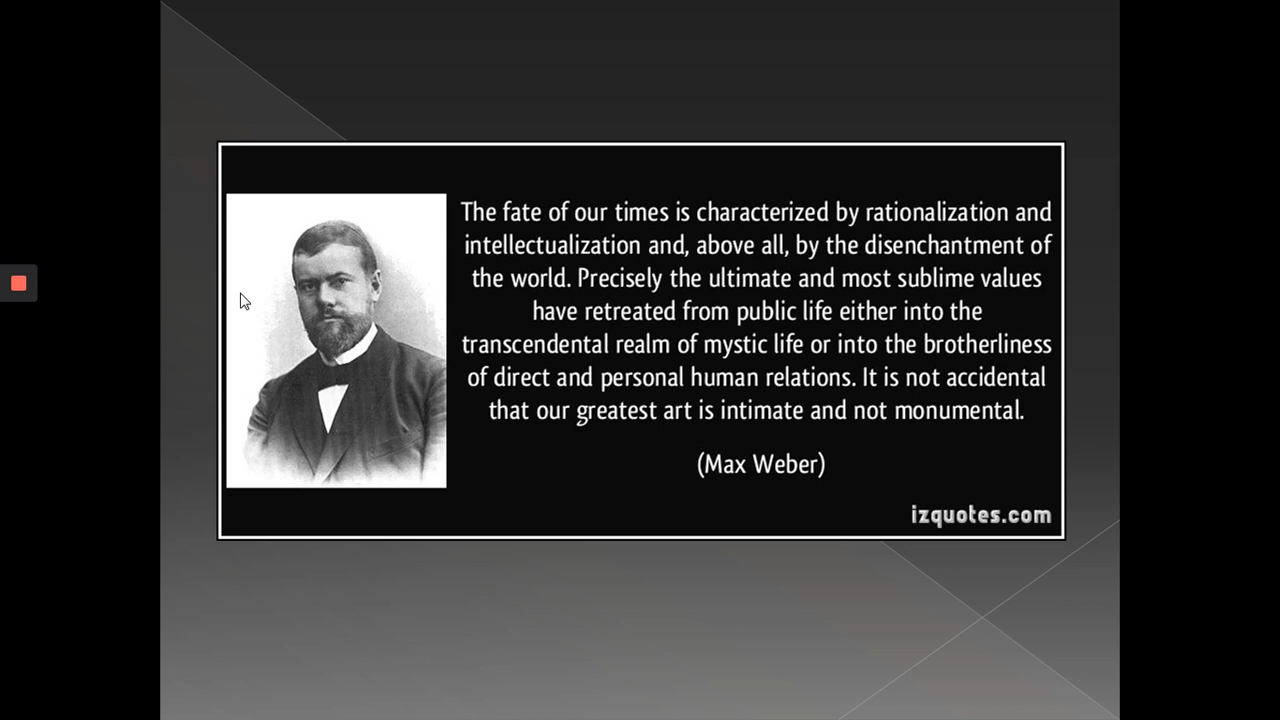 The fate of our times is characterized by rationalization and
intellectualization and, above all, by the disenchantment of
the world. Precisely the ultimate and most sublime values
have retreated from public life either into the
transcendental realm of mystic life or into the brotherliness
of direct and personal human relations. It is not accidental
that our greatest art is intimate and not monumental.
(Max Weber)
izquotes.com